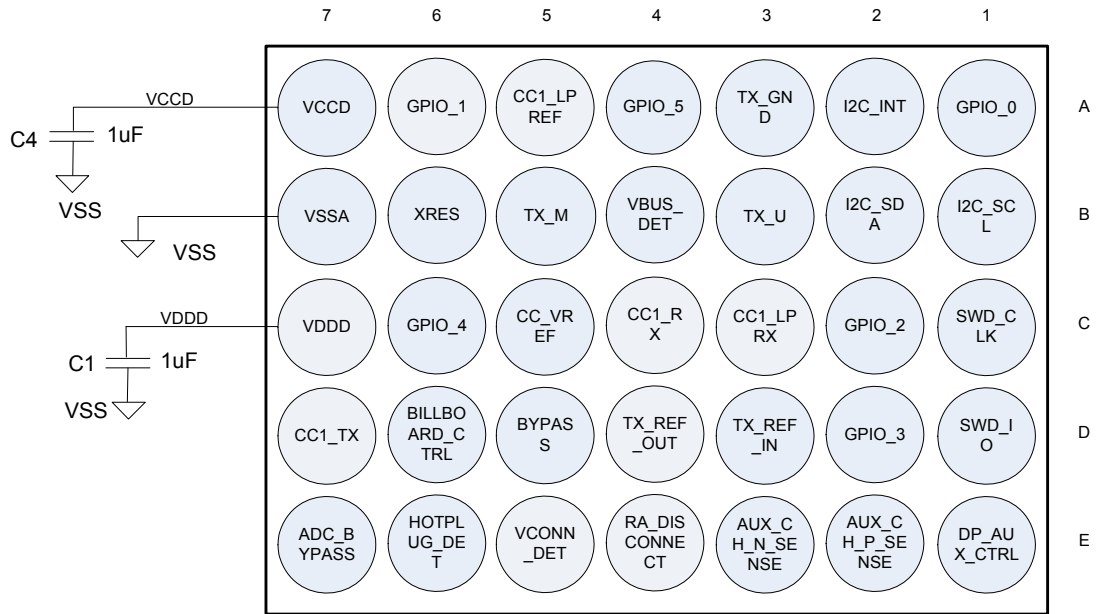 7 6 5 4 3 2 1
VCCD
C4
1uF
VSS
VCCD
GPIO_1
CC1_LP
REF
GPIO_5
TX_GN
D
I2C_INT
GPIO_0
A
VSS
VSSA
XRES
TX_M
VBUS_
DET
TX_U
I2C_SD
A
I2C_SC
L
B
VDDD
C1
1uF
VSS
VDDD
GPIO_4
CC_VR
EF
CC1_R
X
CC1_LP
RX
GPIO_2
SWD_C
LK
C
CC1_TX
BILLBO
ARD_C
TRL
BYPAS
S
TX_REF
_OUT
TX_REF
_IN
GPIO_3
SWD_I
O
D
ADC_B
YPASS
HOTPL
UG_DE
T
VCONN
_DET
RA_DIS
CONNE
CT
AUX_C
H_N_SE
NSE
AUX_C
H_P_SE
NSE
DP_AU
X_CTRL
E